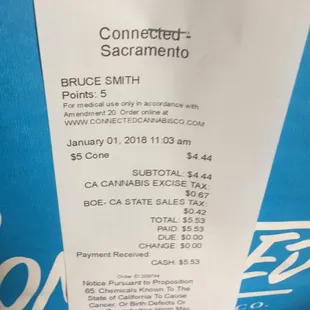 Connected -
Sacramento
BRUCE SMITH
Points: 5
For medical use only in accordance with
Amendment 20. Order online at
WWW.CONNECTEDCANNABISCO.COM
January 01, 2018 11:03 am
$5 Cone $4.44
SUBTOTAL: $4.44
CA CANNABIS EXCISE TAX:
$0.67
BOE- CA STATE SALES TAX:
$0.42
TOTAL: $5.53
PAID: $5.53
DUE: $0.00
CHANGE: $0.00
Payment Received:
CASH: $5.53
Notice Pursuant to Proposition
65: Chemicals Known To The
State of California To Cause
Cancer, Or Birth Defects Or